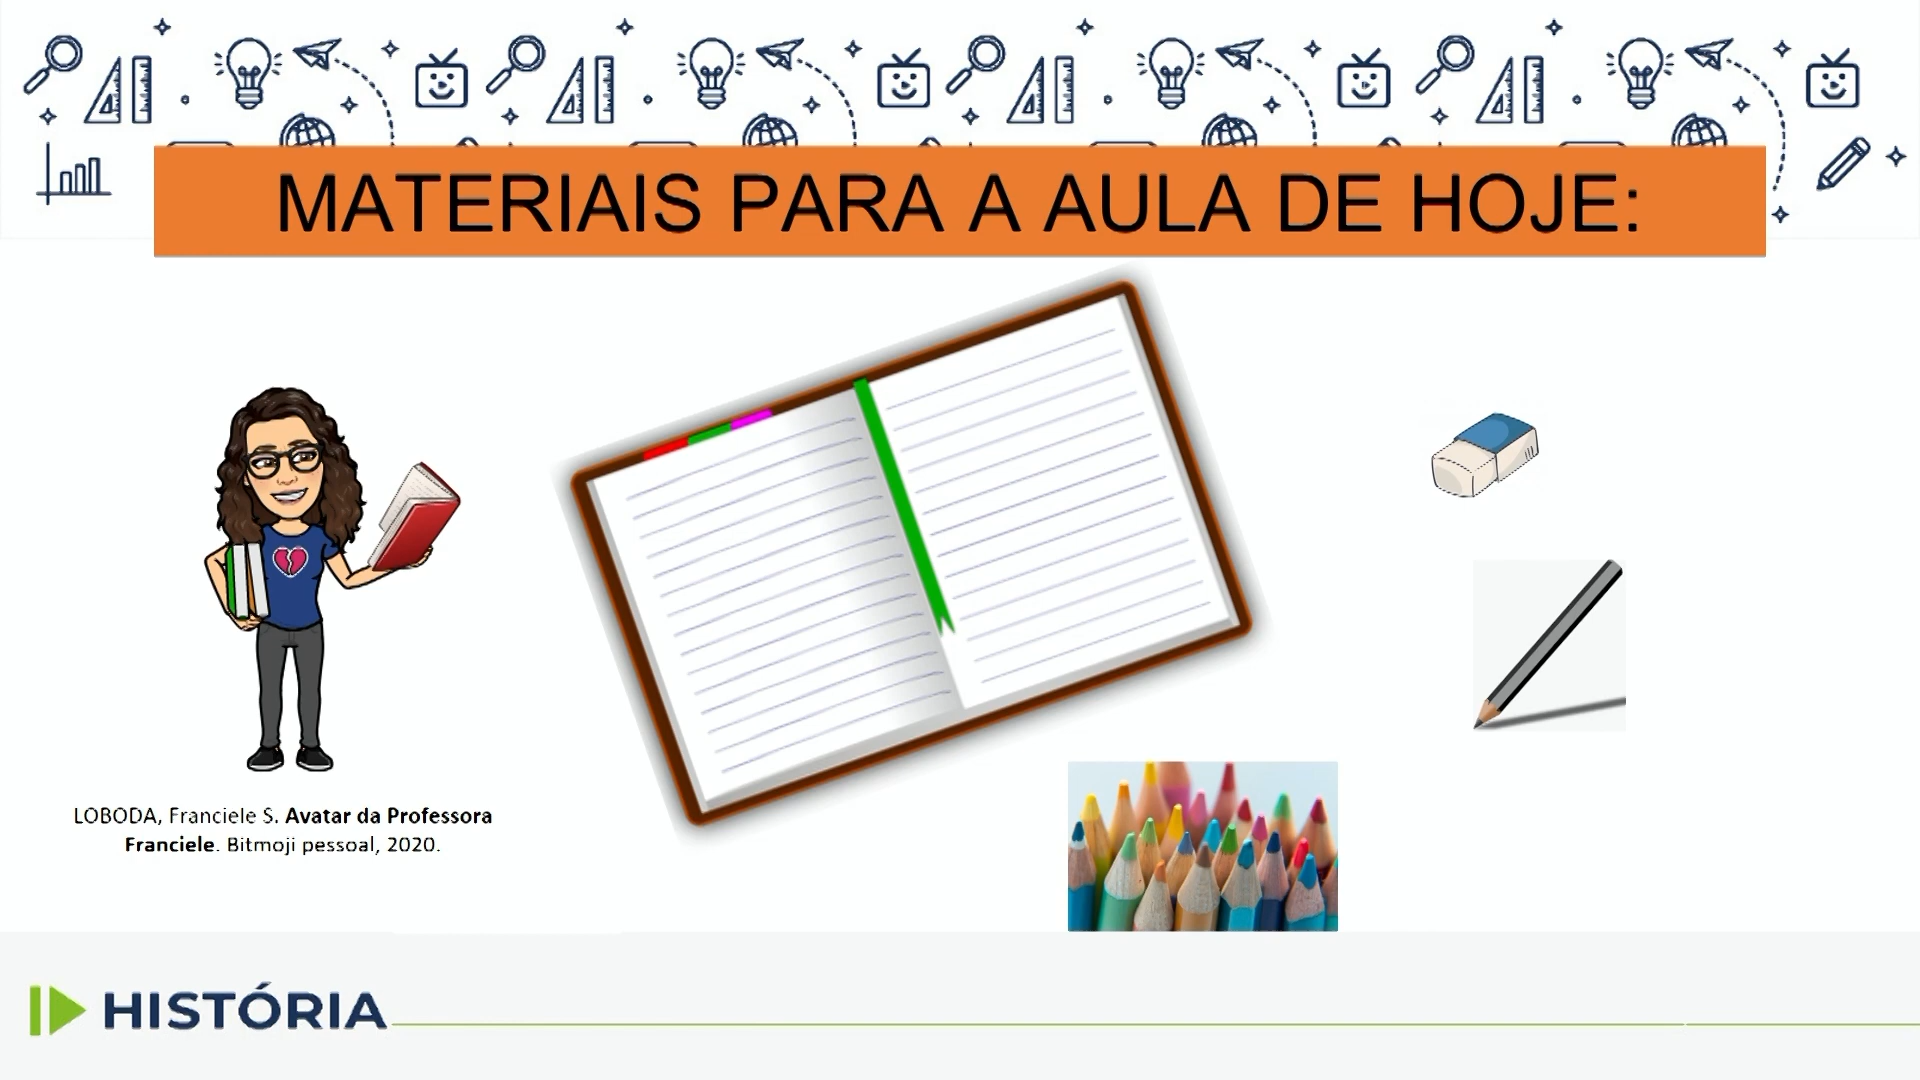 MATERIAIS PARA A AULA DE HOJE:
LOBODA, Franciele S. Avatar da Professora
Franciele. Bitmoji pessoal, 2020.
HISTÓRIA